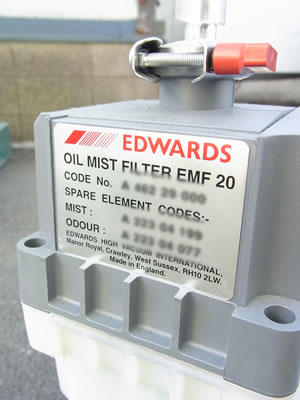 EDWARDS
OIL MIST FILTER EMF 20
CODE No.
SPARE ELEMENT CODES:-
MIST :
ODOUR :
EDWARDS HIGH VACUUM INTERNATIONAL,
Manor Royal, Crawley, West Sussex, RH10 2LW.
Made in England.